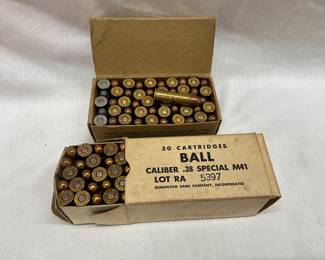 50 CARTRIDGES
BALL
CALIBER .38 SPECIAL M41
LOT RA 5397
REMINGTON ARMS COMPANY, INCORPORATED